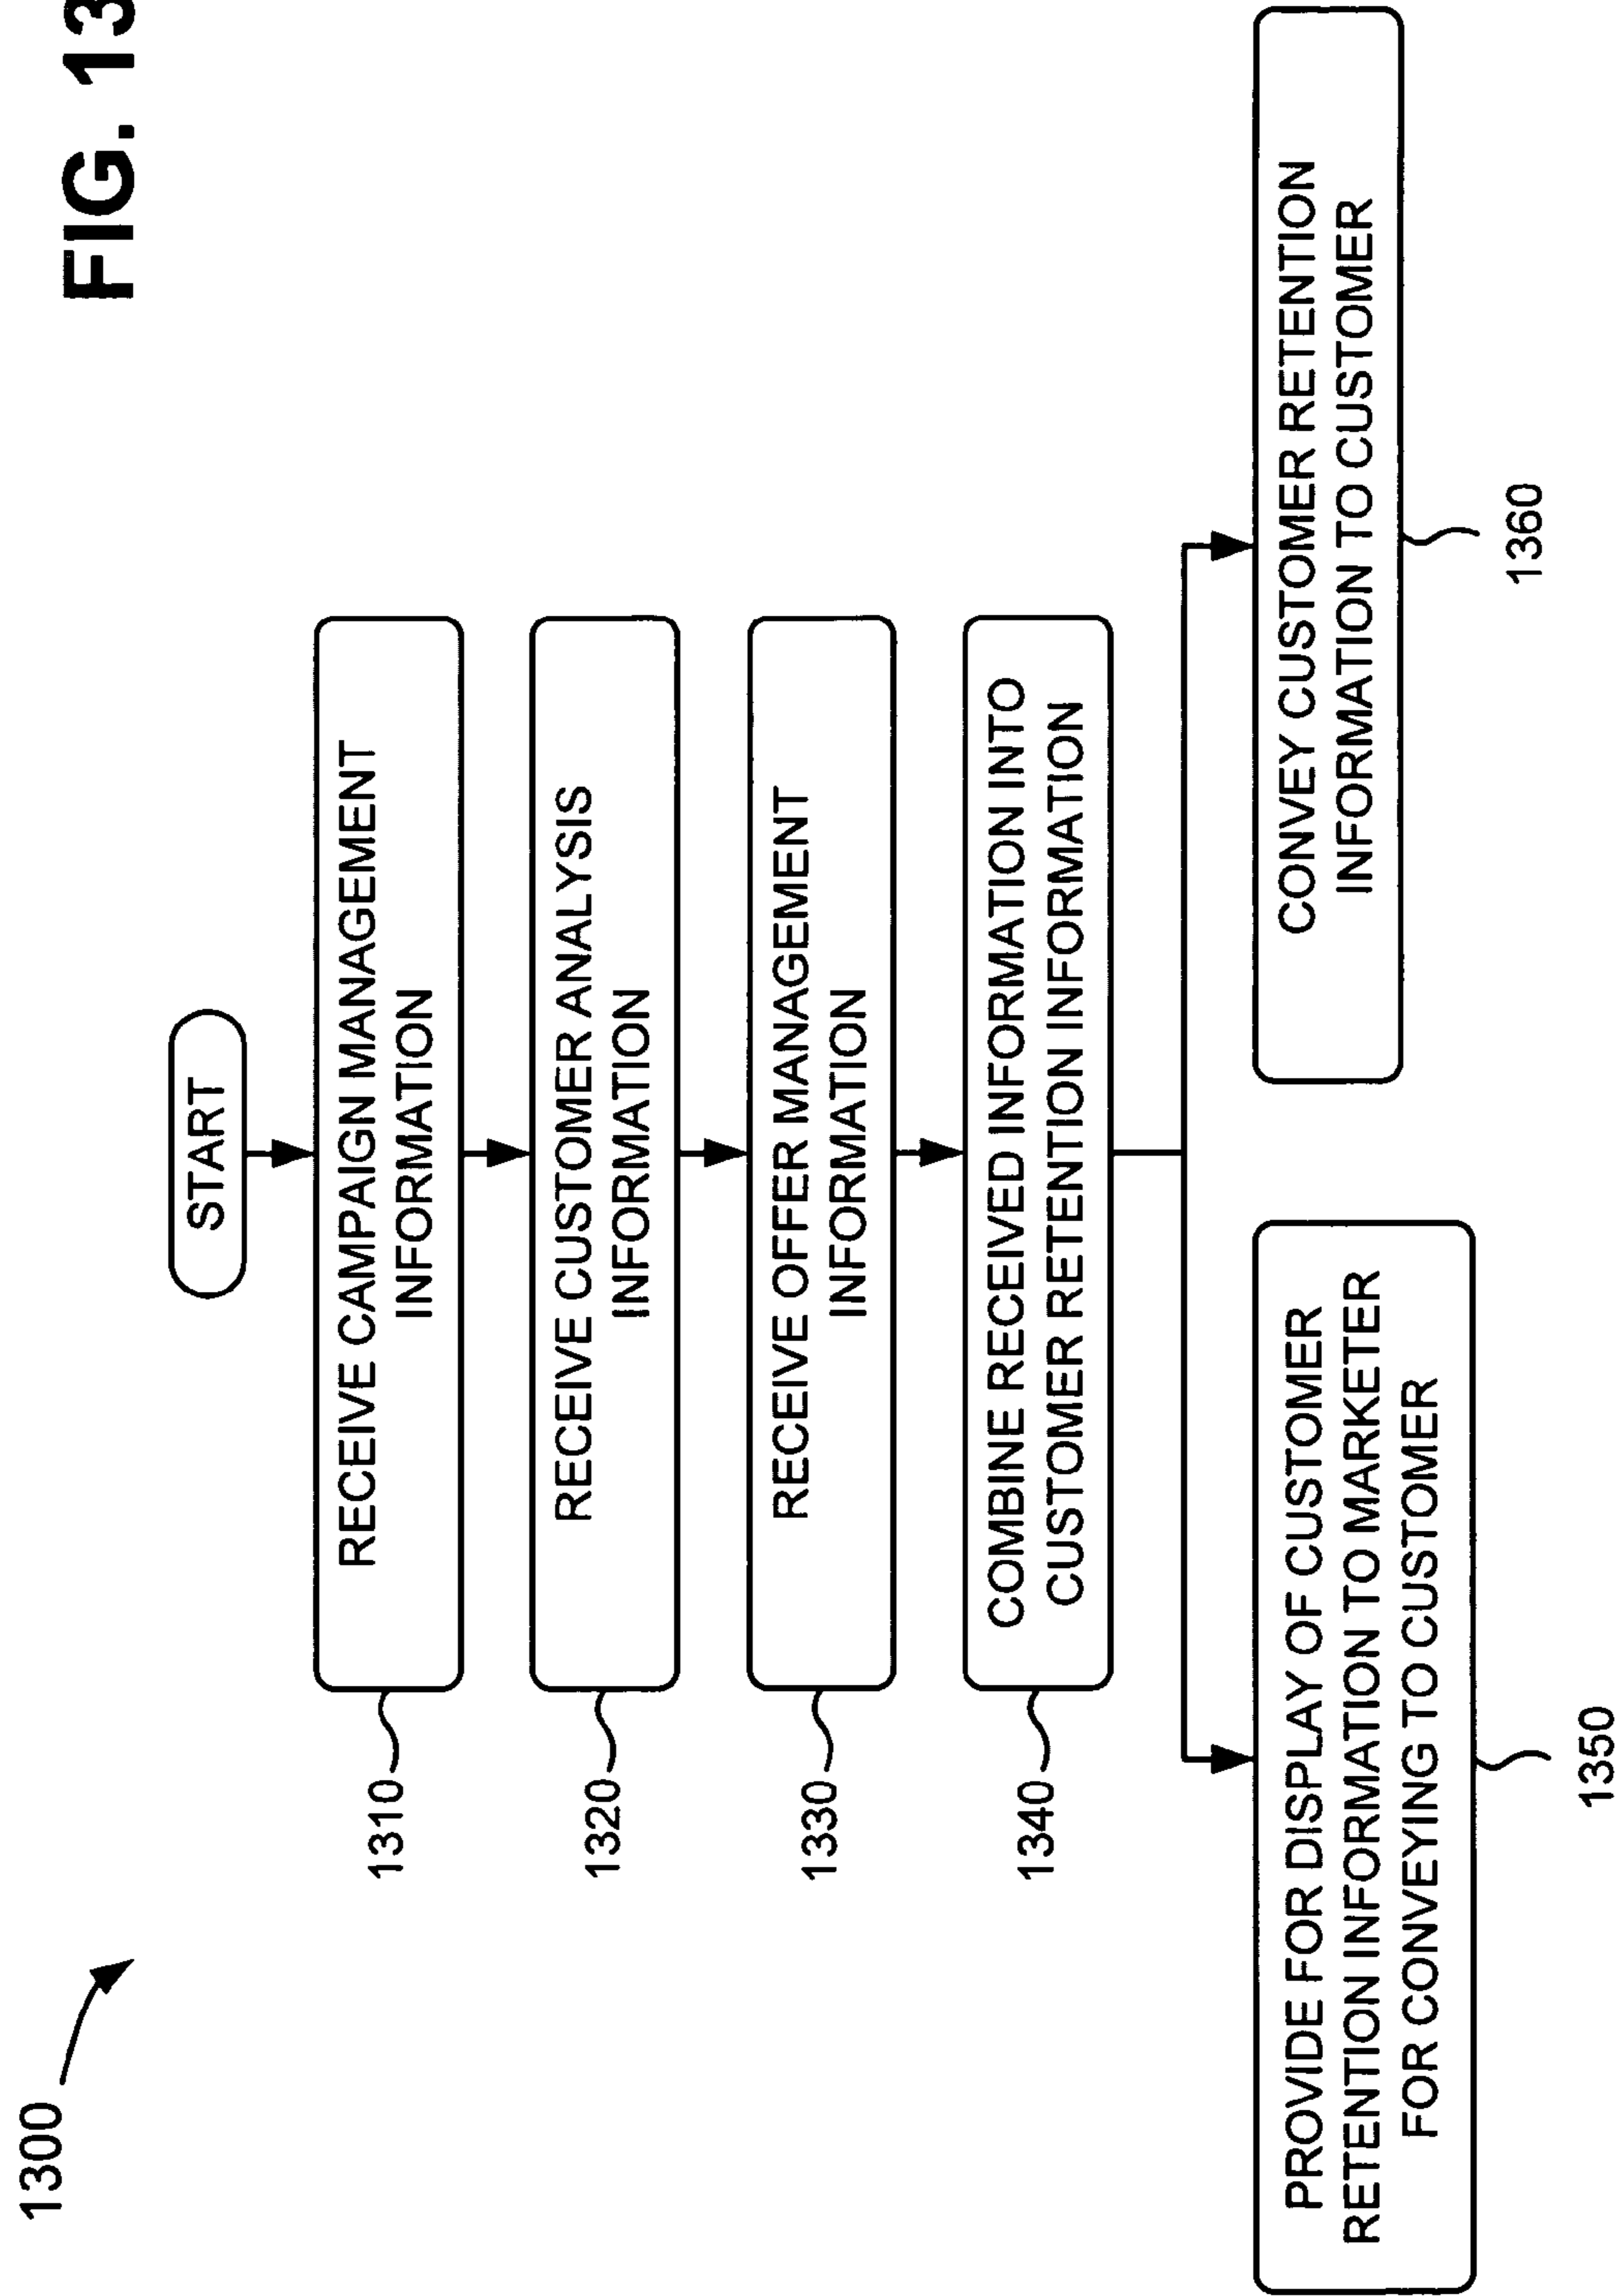 FIG. 13
1300
START
RECEIVE CAMPAIGN MANAGEMENT
INFORMATION
1310
RECEIVE CUSTOMER ANALYSIS
INFORMATION
1320
RECEIVE OFFER MANAGEMENT
INFORMATION
1330
COMBINE RECEIVED INFORMATION INTO
CUSTOMER RETENTION INFORMATION
1340
PROVIDE FOR DISPLAY OF CUSTOMER
RETENTION INFORMATION TO MARKETER
FOR CONVEYING TO CUSTOMER
1350
CONVEY CUSTOMER RETENTION
INFORMATION TO CUSTOMER
1360